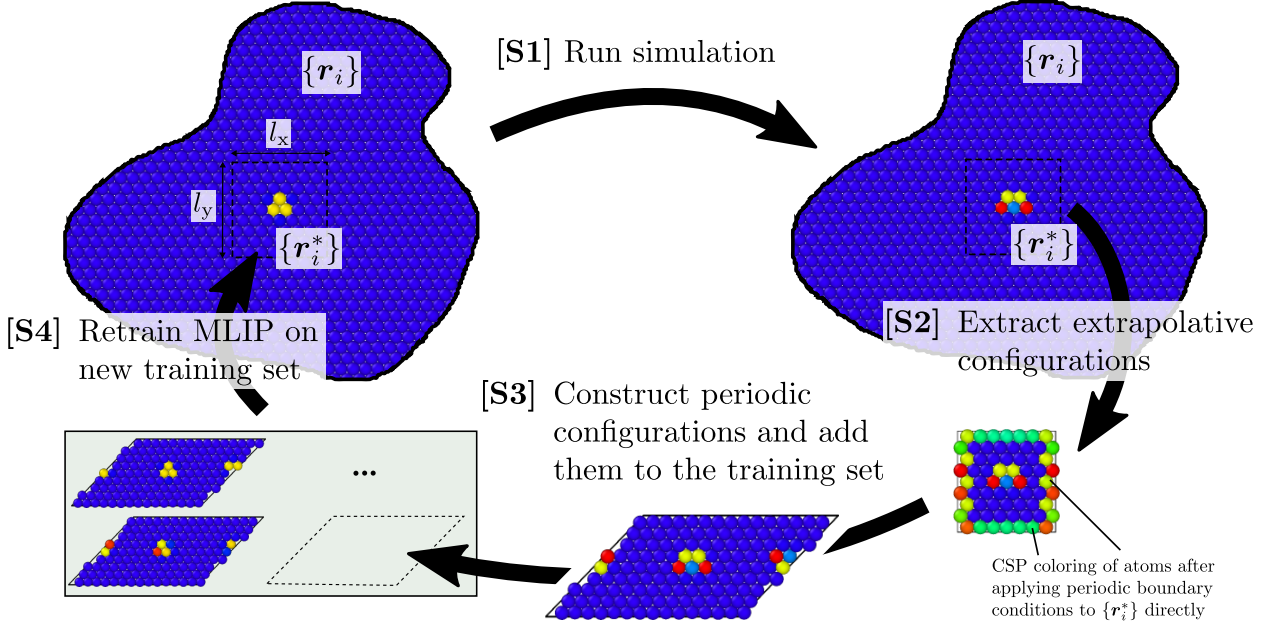 {r_i}
[S1] Run simulation
{r_i}
l_x
l_y
{r_i^*}
{r_i^*}
[S2] Extract extrapolative
configurations
[S4] Retrain MLIP on
new training set
[S3] Construct periodic
configurations and add
them to the training set
...
CSP coloring of atoms after
applying periodic boundary
conditions to {r_i^*} directly